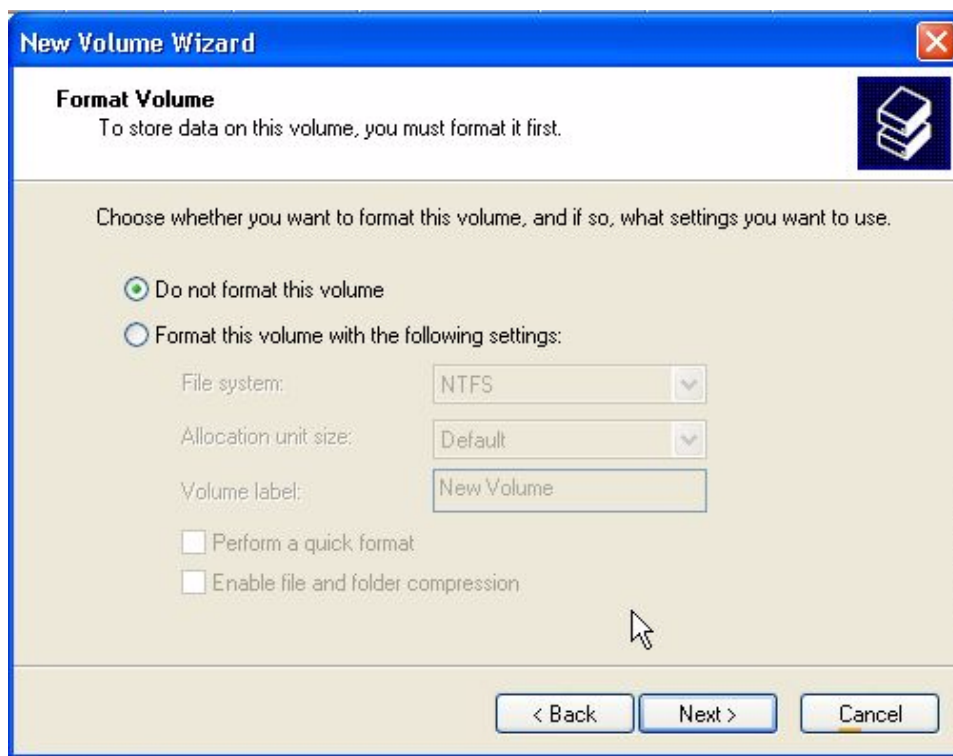 New Volume Wizard
Format Volume
To store data on this volume, you must format it first.
Choose whether you want to format this volume, and if so, what settings you want to use.
Do not format this volume
Format this volume with the following settings:
File system: NTFS
Allocation unit size: Default
Volume label: New Volume
Perform a quick format
Enable file and folder compression
< Back Next > Cancel